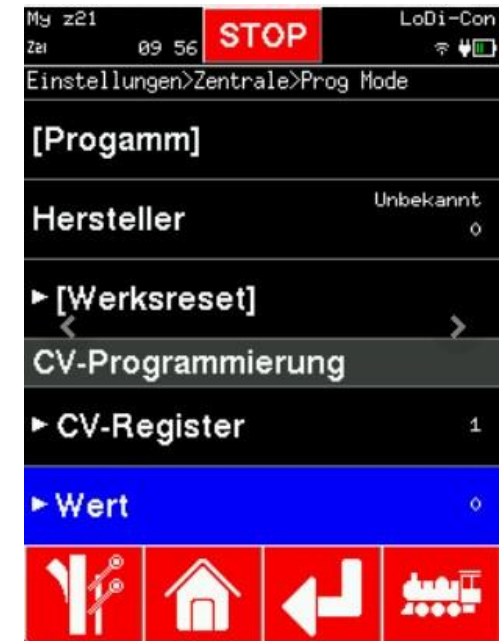 My z21
STOP
LoDi-Con
Z21 09 56
Einstellungen>Zentrale>Prog Mode
[Progamm]
Hersteller
Unbekannt
0
[Werksreset]
CV-Programmierung
CV-Register 1
Wert 0